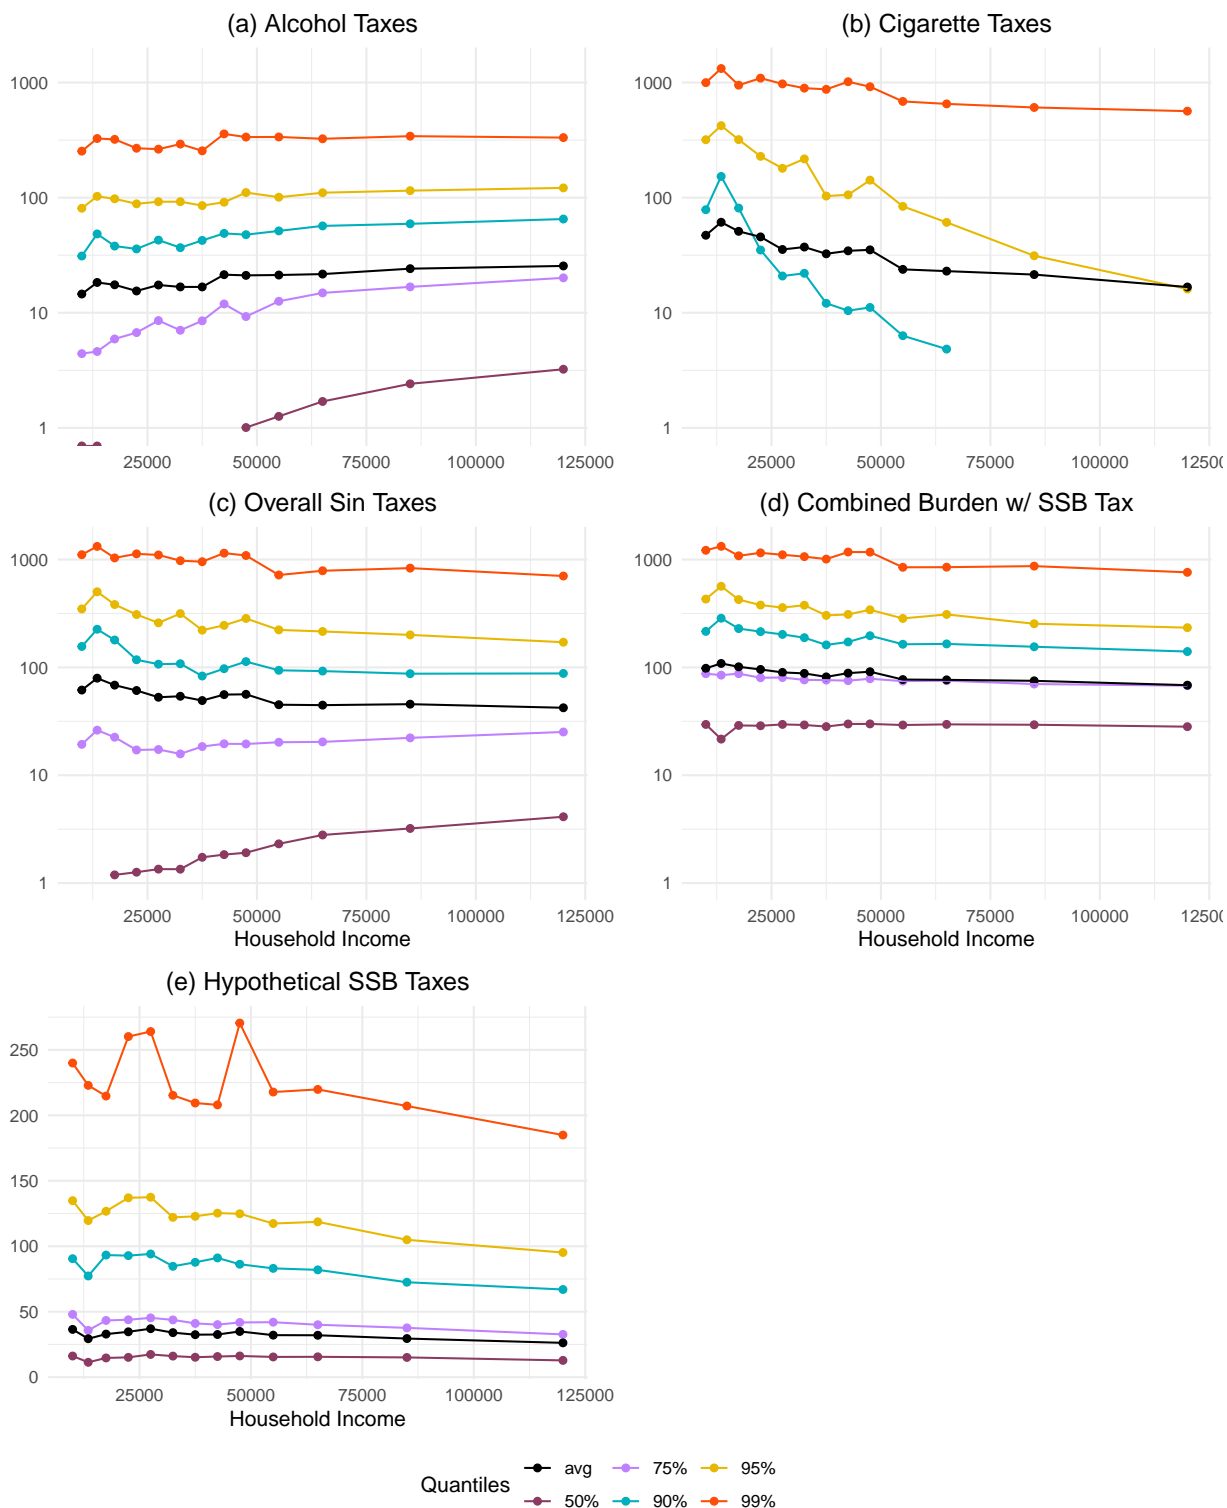 (a) Alcohol Taxes
1000
100
10
1
25000 50000 75000 100000 125000
(b) Cigarette Taxes
1000
100
10
1
25000 50000 75000 100000 12500
(c) Overall Sin Taxes
1000
100
10
1
25000 50000 75000 100000 125000
Household Income
(d) Combined Burden w/ SSB Tax
1000
100
10
1
25000 50000 75000 100000 12500
Household Income
(e) Hypothetical SSB Taxes
250
200
150
100
50
0
25000 50000 75000 100000 125000
Household Income
Quantiles
avg 75% 95%
50% 90% 99%